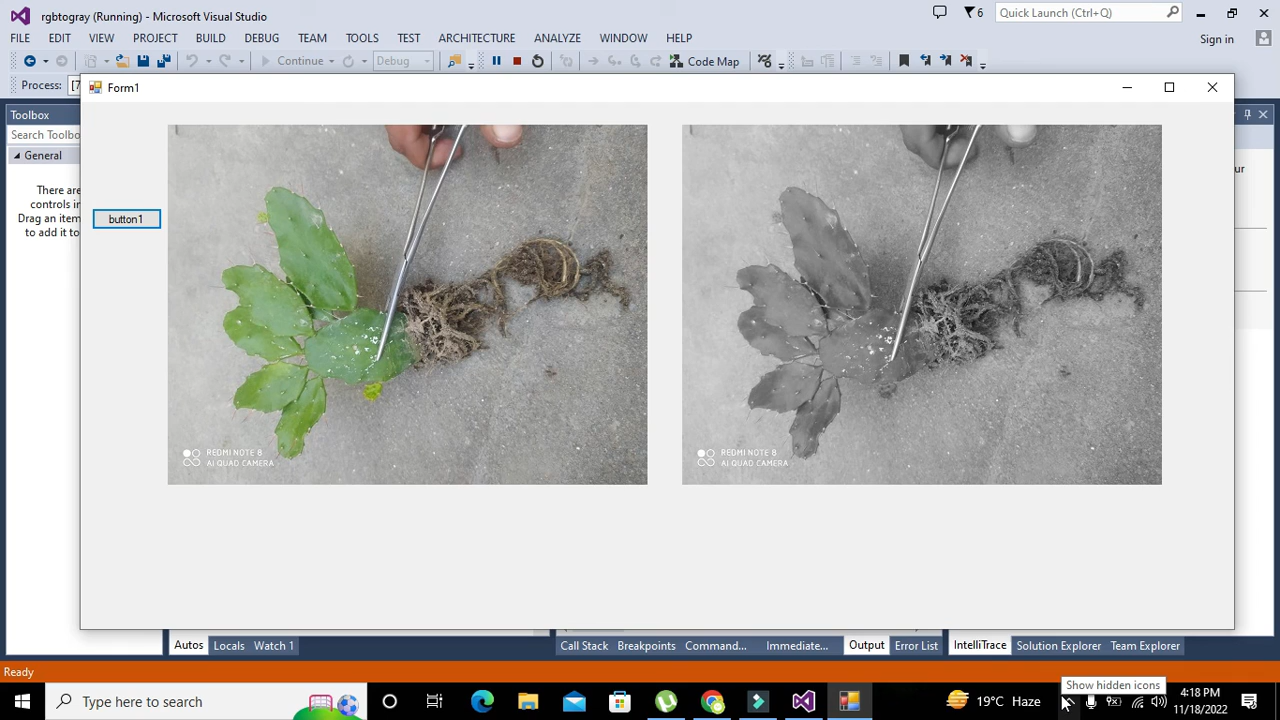 rgbtogray (Running) - Microsoft Visual Studio
6
Quick Launch (Ctrl+Q)
FILE EDIT VIEW PROJECT BUILD DEBUG TEAM TOOLS TEST ARCHITECTURE ANALYZE WINDOW HELP
Sign in
Continue
Debug
Code Map
Process: [7
Form1
Toolbox
Search Toolbo
General
There are
controls in
Drag an item
to add it to
ur
button1
REDMI NOTE 8
AI QUAD CAMERA
REDMI NOTE 8
AI QUAD CAMERA
Autos Locals Watch 1
Call Stack Breakpoints Command... Immediate... Output Error List
IntelliTrace Solution Explorer Team Explorer
Ready
Show hidden icons
Type here to search
19°C Haze
4:18 PM
11/18/2022